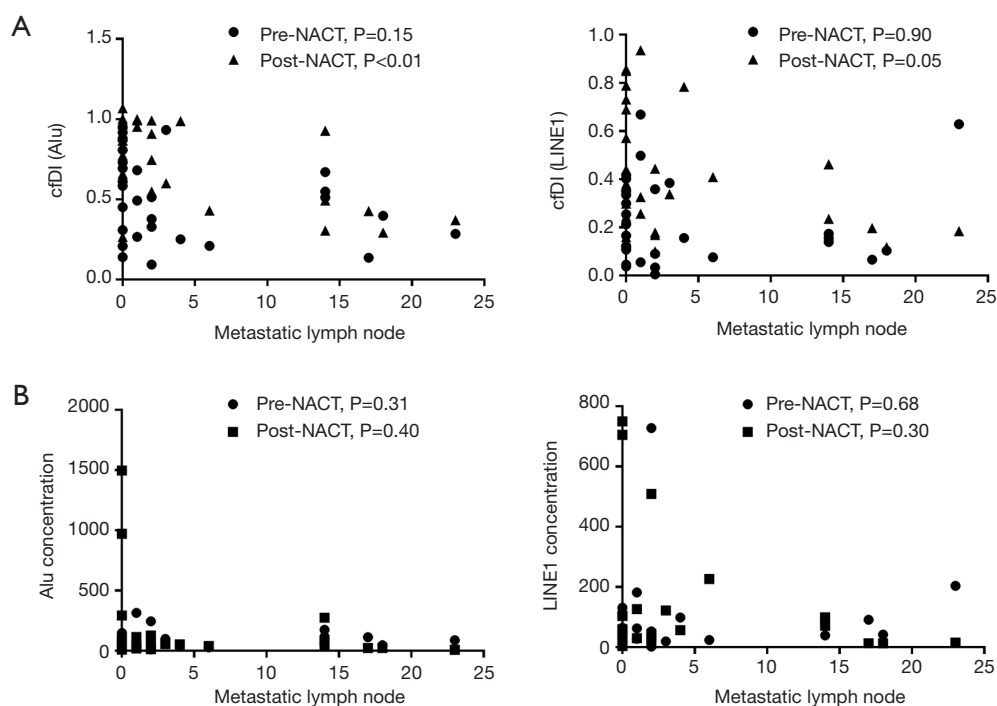 A
Pre-NACT, P=0.15
Post-NACT, P<0.01
1.5
1.0
0.5
0.0
cfDI (Alu)
0 5 10 15 20 25
Metastatic lymph node
Pre-NACT, P=0.90
Post-NACT, P=0.05
1.0
0.8
0.6
0.4
0.2
0.0
cfDI (LINE1)
0 5 10 15 20 25
Metastatic lymph node
B
Pre-NACT, P=0.31
Post-NACT, P=0.40
2000
1500
1000
500
0
Alu concentration
0 5 10 15 20 25
Metastatic lymph node
Pre-NACT, P=0.68
Post-NACT, P=0.30
800
600
400
200
0
LINE1 concentration
0 5 10 15 20 25
Metastatic lymph node